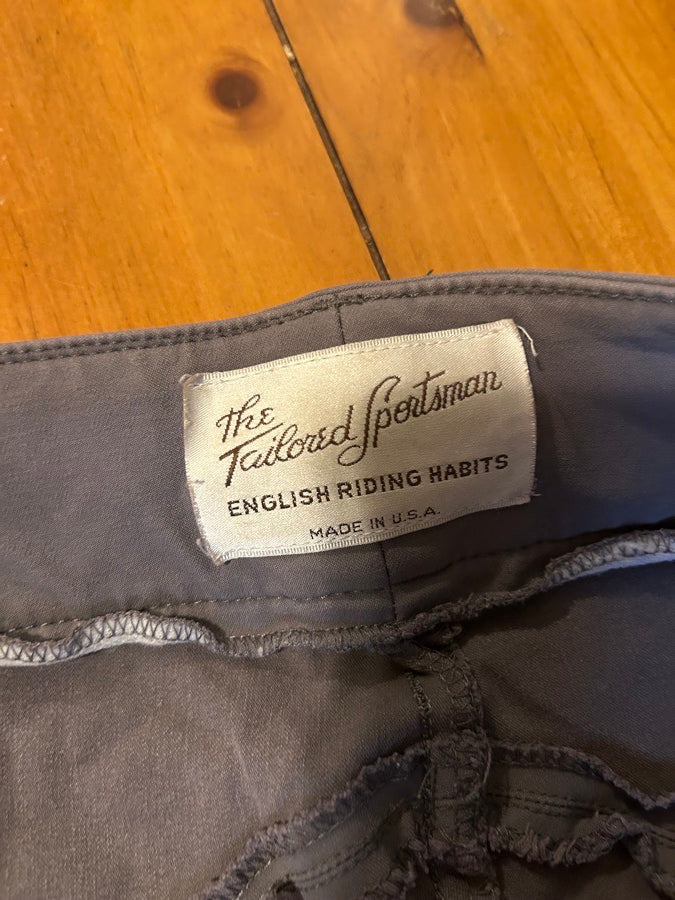 The
Tailored Sportsman
ENGLISH RIDING HABITS
MADE IN U.S.A.